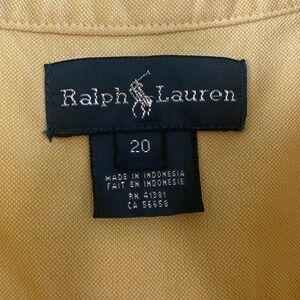 Ralph Lauren
20
MADE IN INDONESIA
FAIT EN INDONESIE
RN 41381
CA 56658